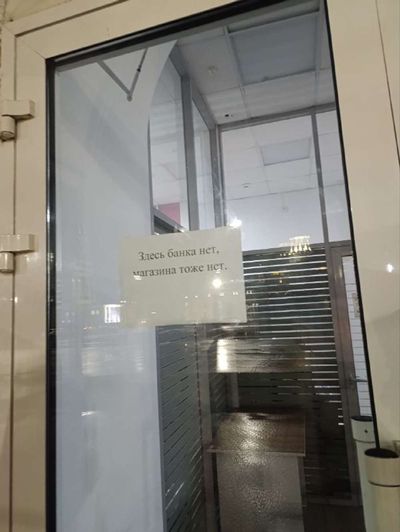 Здесь банка нет,
магазина тоже нет.